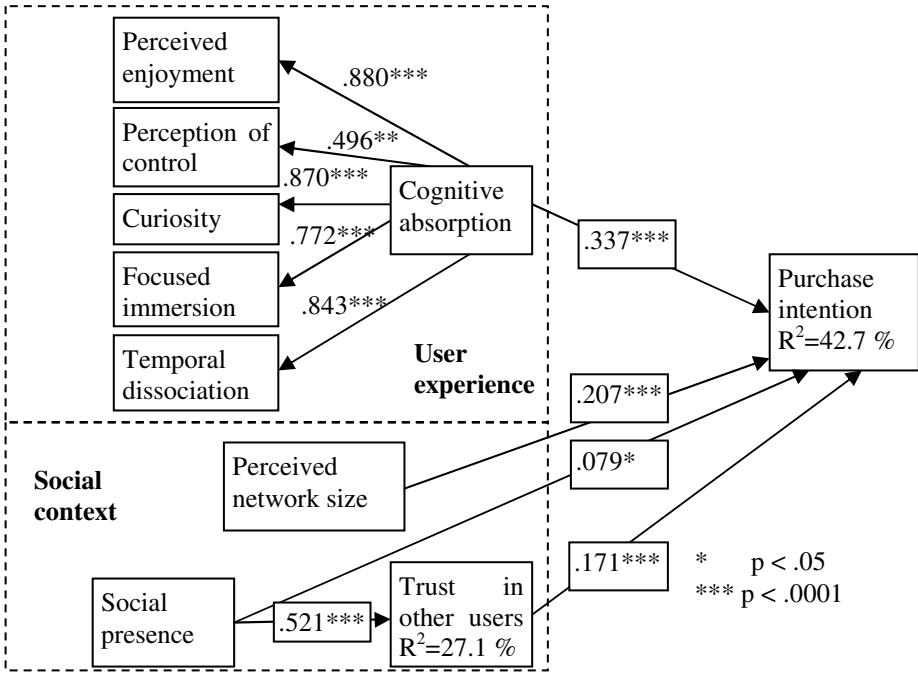 Perceived
enjoyment
.880***
Perception of
control
.496**
.870***
Curiosity
Cognitive
absorption
.772***
.337***
Focused
immersion
.843***
Purchase
intention
R²=42.7 %
Temporal
dissociation
User
experience
.207***
Perceived
network size
.079*
Social
context
.171***
* p < .05
*** p < .0001
Social
presence
.521***
Trust in
other users
R²=27.1 %